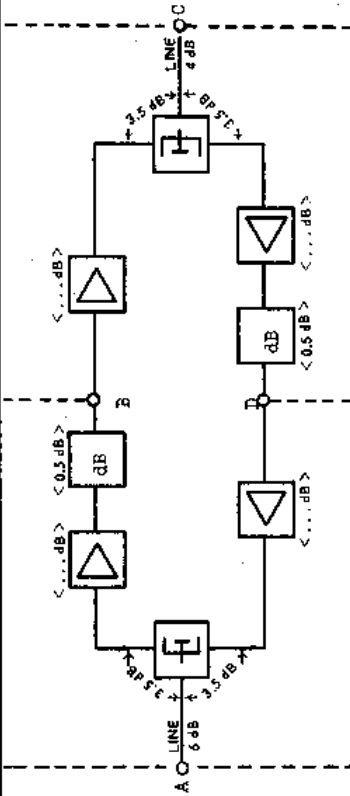 <...dB>
<0.5 dB>
<...dB>
dB
B
3.5 dB
3.5 dB
A
LINE
6 dB
LINE
4 dB
C
3.5 dB
3.5 dB
D
dB
<...dB>
<0.5 dB>
<...dB>